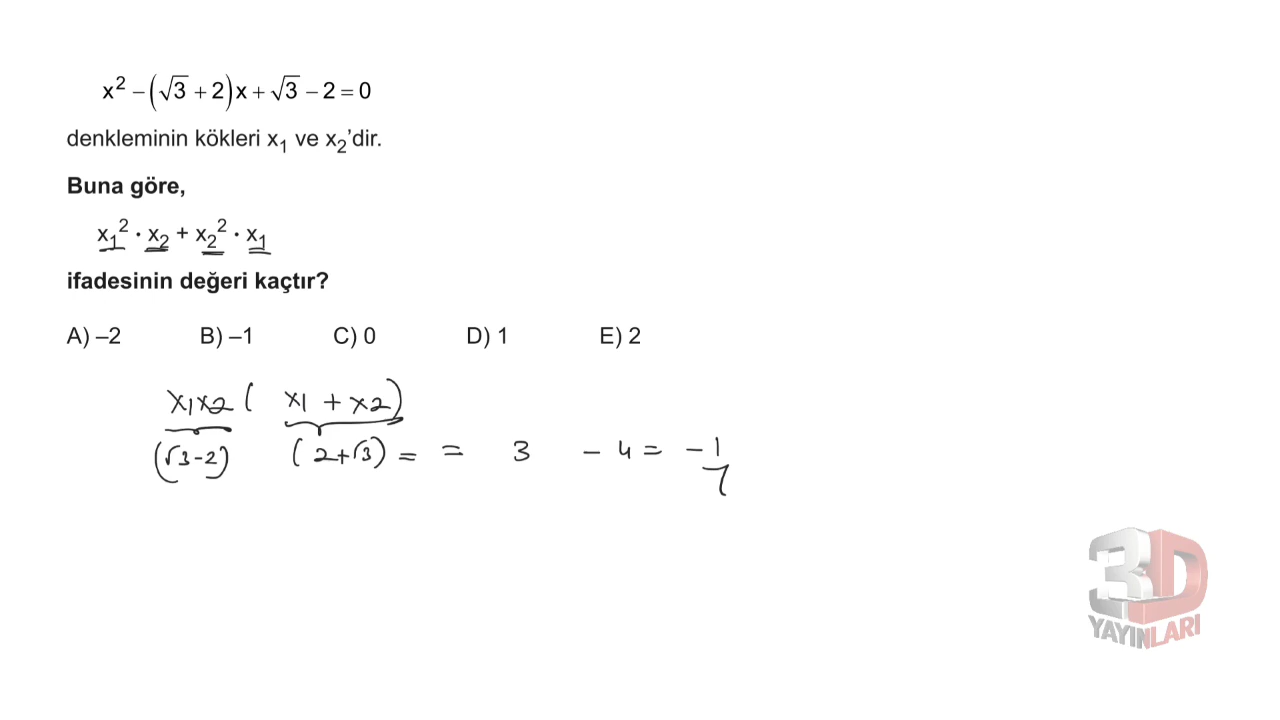 x² – (√3 + 2)x + √3 – 2 = 0
denkleminin kökleri x₁ ve x₂'dir.
Buna göre,
x₁² · x₂ + x₂² · x₁
ifadesinin değeri kaçtır?
A) –2 B) –1 C) 0 D) 1 E) 2
x1x2 ( x1 + x2)
(√3-2) (2+√3) = = 3 - 4 = -1
3D
YAYINLARI